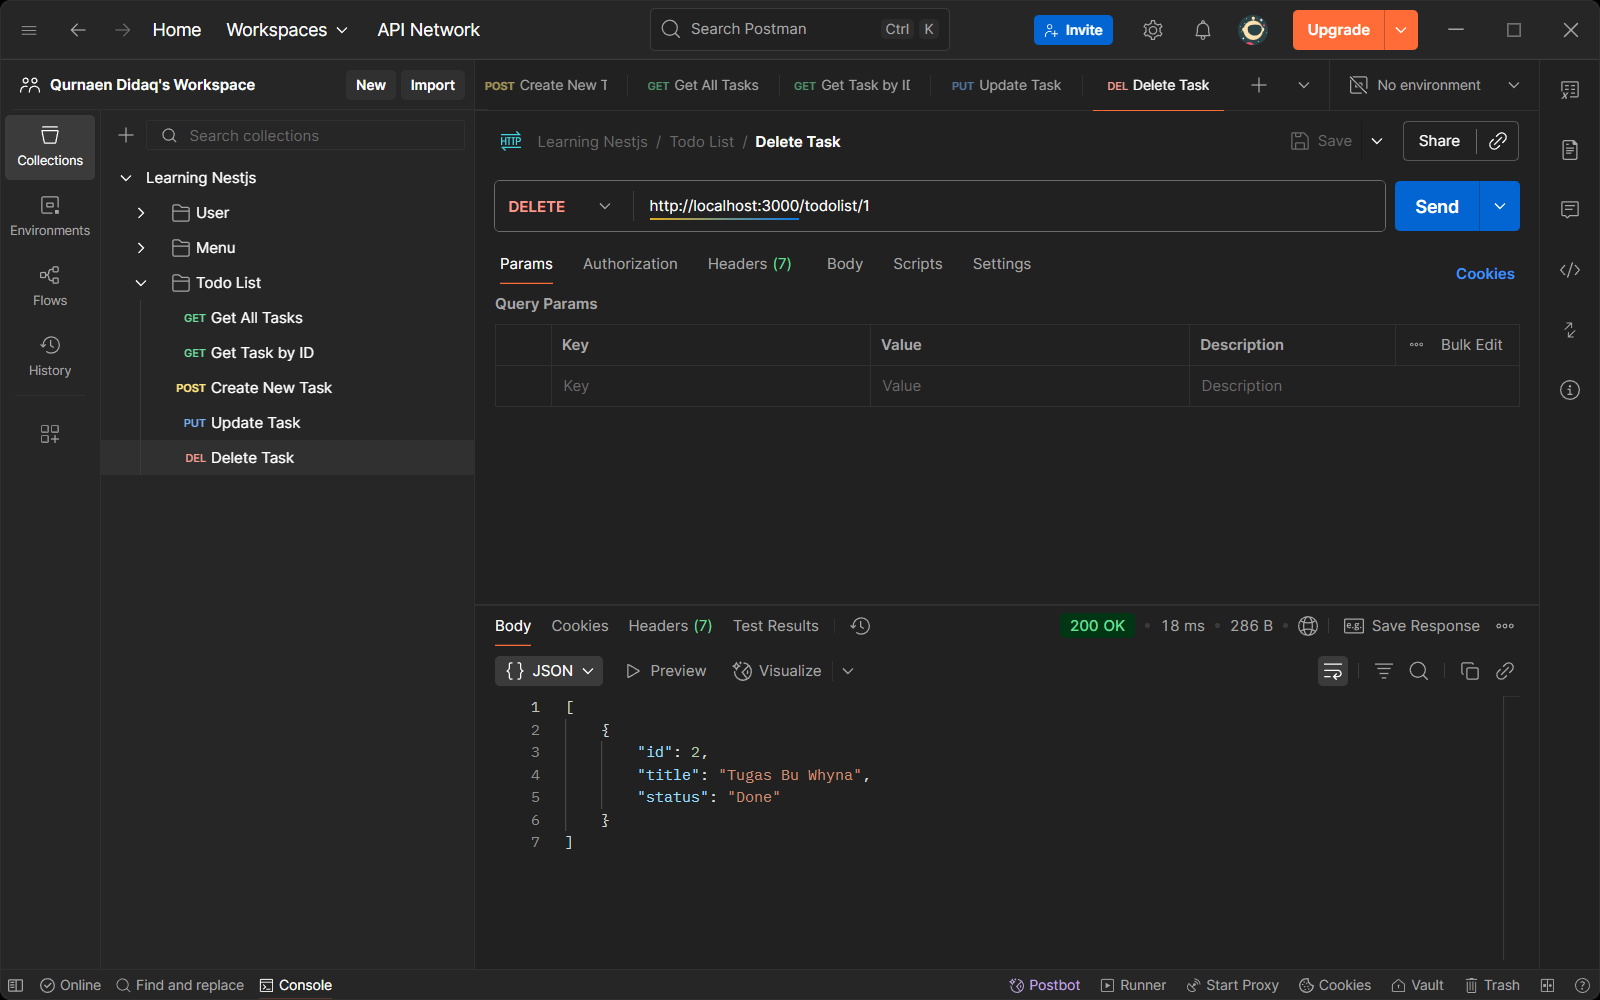 Home
Workspaces
API Network
Search Postman
Ctrl K
Invite
Upgrade
Qurnaen Didaq's Workspace
New
Import
POST Create New T
GET Get All Tasks
GET Get Task by ID
PUT Update Task
DEL Delete Task
No environment
Collections
Environments
Flows
History
Search collections
Learning Nestjs
User
Menu
Todo List
GET Get All Tasks
GET Get Task by ID
POST Create New Task
PUT Update Task
DEL Delete Task
HTTP Learning Nestjs / Todo List / Delete Task
Save
Share
DELETE
http://localhost:3000/todolist/1
Send
Params
Authorization
Headers (7)
Body
Scripts
Settings
Cookies
Query Params
Key
Value
Description
Bulk Edit
Key
Value
Description
Body
Cookies
Headers (7)
Test Results
200 OK
18 ms
286 B
e.g. Save Response
{} JSON
Preview
Visualize
1 [
2 {
3 "id": 2,
4 "title": "Tugas Bu Whyna",
5 "status": "Done"
6 }
7 ]
Online
Find and replace
Console
Postbot
Runner
Start Proxy
Cookies
Vault
Trash